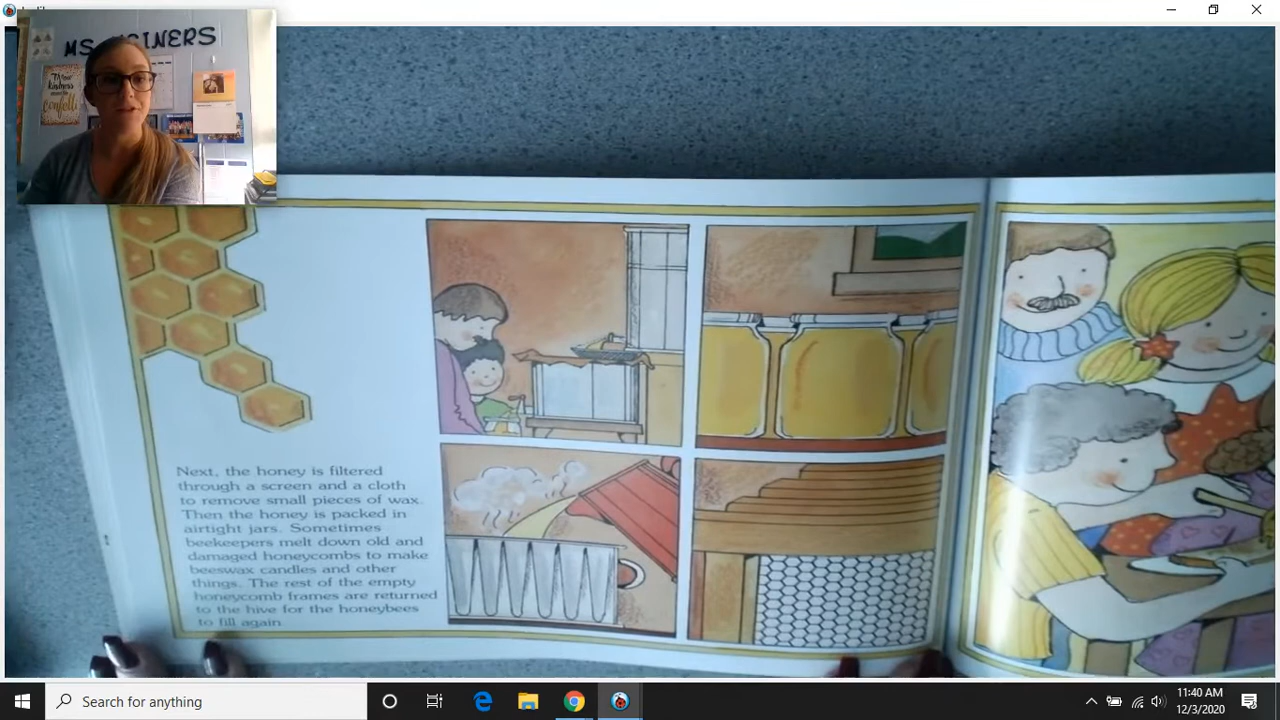 MS
Kindness
confetti
Next, the honey is filtered
through a screen and a cloth
to remove small pieces of wax.
Then the honey is packed in
airtight jars. Sometimes
beekeepers melt down old and
damaged honeycombs to make
beeswax candles and other
things. The rest of the empty
honeycomb frames are returned
to the hive for the honeybees
to fill again
Search for anything
11:40 AM
12/3/2020